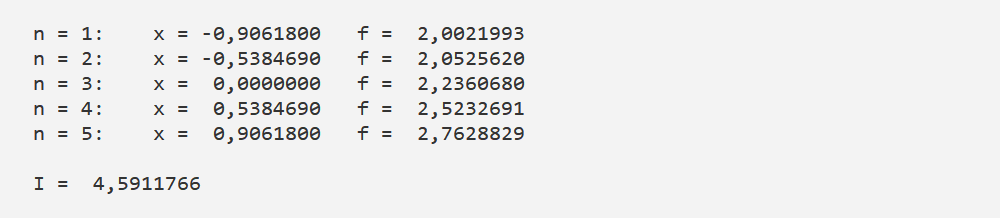 n = 1:    x = -0,9061800   f =  2,0021993
n = 2:    x = -0,5384690   f =  2,0525620
n = 3:    x =  0,0000000   f =  2,2360680
n = 4:    x =  0,5384690   f =  2,5232691
n = 5:    x =  0,9061800   f =  2,7628829
I =  4,5911766